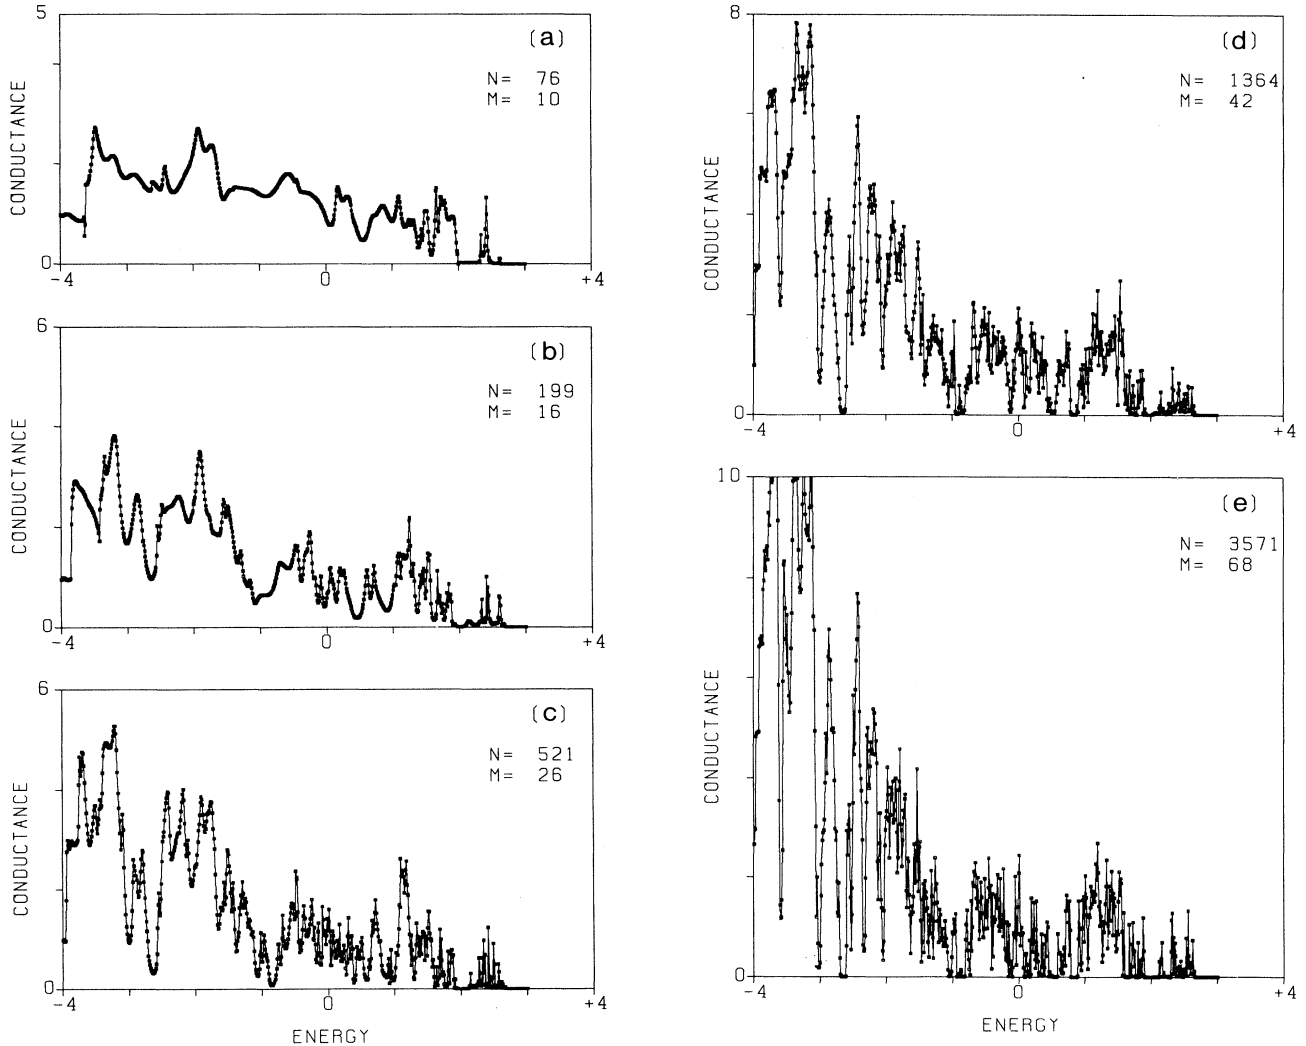 5
(a)
N= 76
M= 10
CONDUCTANCE
0
-4
0
+4
6
(b)
N= 199
M= 16
CONDUCTANCE
0
-4
0
+4
6
(c)
N= 521
M= 26
CONDUCTANCE
0
-4
0
+4
ENERGY
8
(d)
N= 1364
M= 42
CONDUCTANCE
0
-4
0
+4
10
(e)
N= 3571
M= 68
CONDUCTANCE
0
-4
0
+4
ENERGY